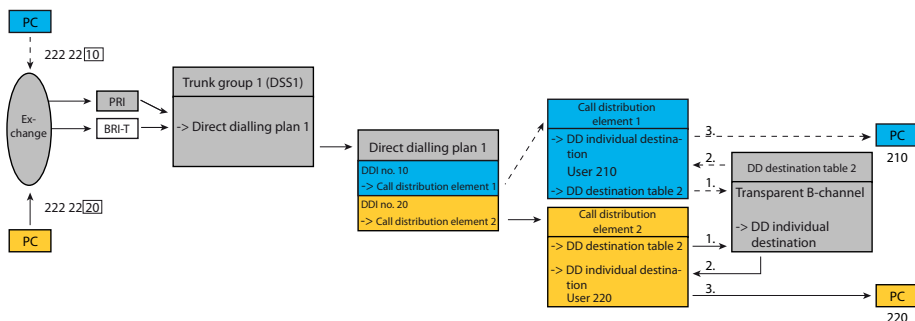 PC
222 22 10
Ex-
change
PRI
BRI-T
222 22 20
PC
Trunk group 1 (DSS1)
-> Direct dialling plan 1
Direct dialling plan 1
DDI no. 10
-> Call distribution element 1
DDI no. 20
-> Call distribution element 2
Call distribution
element 1
-> DD individual destina-
tion
User 210
-> DD destination table 2
Call distribution
element 2
-> DD destination table 2
-> DD individual destina-
tion
User 220
3.
2.
1.
1.
2.
3.
DD destination table 2
Transparent B-channel
-> DD individual
destination
PC
210
PC
220